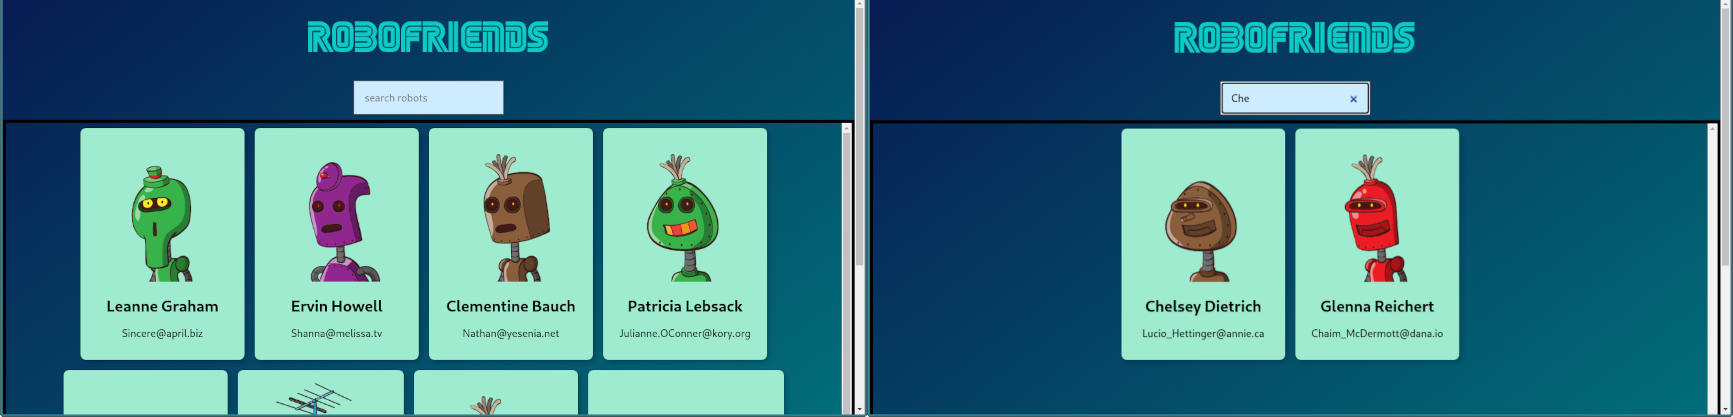 ROBOFRIENDS
search robots
Leanne Graham
Sincere@april.biz
Ervin Howell
Shanna@melissa.tv
Clementine Bauch
Nathan@yesenia.net
Patricia Lebsack
Julianne.OConner@kory.org
ROBOFRIENDS
Che
Chelsey Dietrich
Lucio_Hettinger@annie.ca
Glenna Reichert
Chaim_McDermott@dana.io